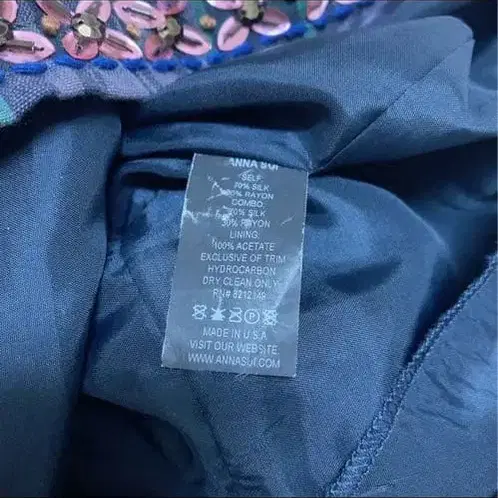 ANNA SUI
SELF
70% SILK
30% RAYON
COMBO:
70% SILK
30% RAYON
LINING:
100% ACETATE
EXCLUSIVE OF TRIM
HYDROCARBON
DRY CLEAN ONLY
RN# 8212149
MADE IN U.S.A
VISIT OUR WEBSITE:
WWW.ANNASUI.COM